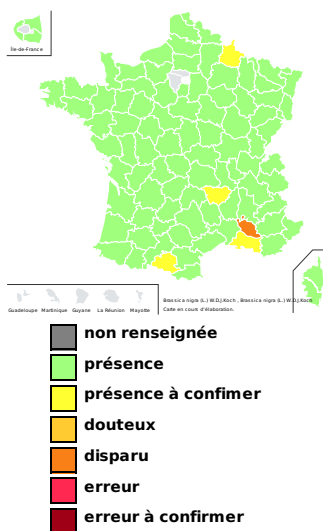 Île-de-France
Guadeloupe Martinique Guyane La Réunion Mayotte
Brassica nigra (L.) W.D.J.Koch , Brassica nigra (L.) W.D.J.Koch
Carte en cours d'élaboration.
non renseignée
présence
présence à confimer
douteux
disparu
erreur
erreur à confirmer